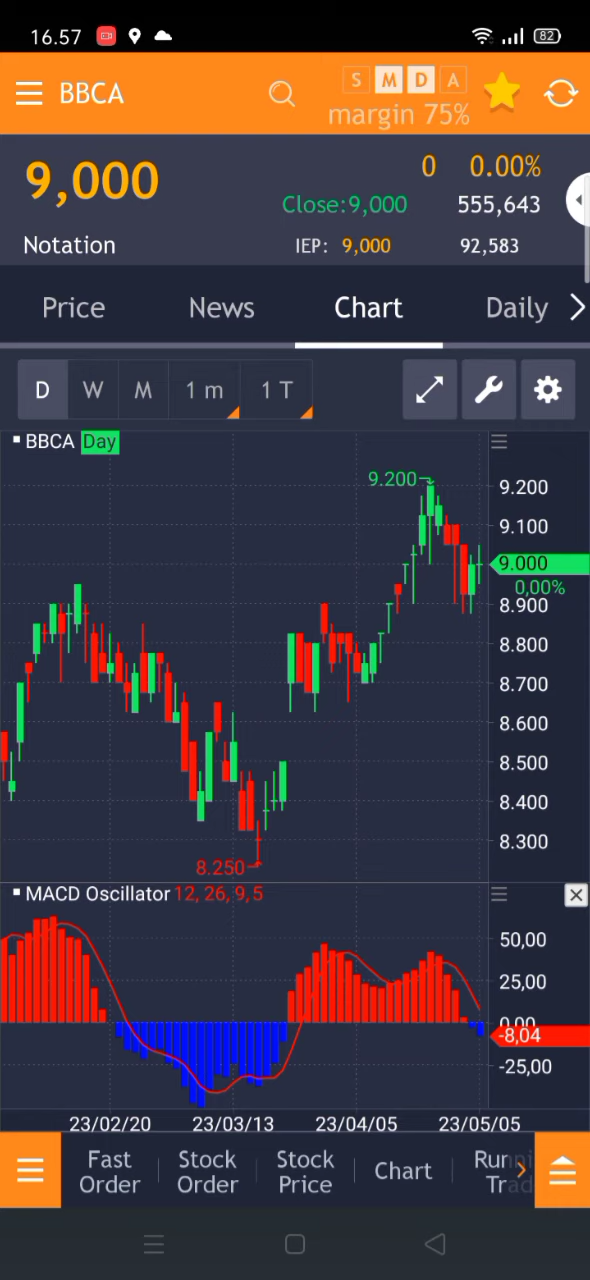 16.57 82
BBCA S M D A
margin 75%
9,000 0 0.00%
Close:9,000 555,643
Notation IEP: 9,000 92,583
Price News Chart Daily
D W M 1 m 1 T
BBCA Day
9.200
9.200
9.100
9.000
0,00%
8.900
8.800
8.700
8.600
8.500
8.400
8.300
8.250
MACD Oscillator 12, 26, 9, 5
50,00
25,00
0,00
-8,04
-25,00
23/02/20 23/03/13 23/04/05 23/05/05
Fast Order
Stock Order
Stock Price
Chart